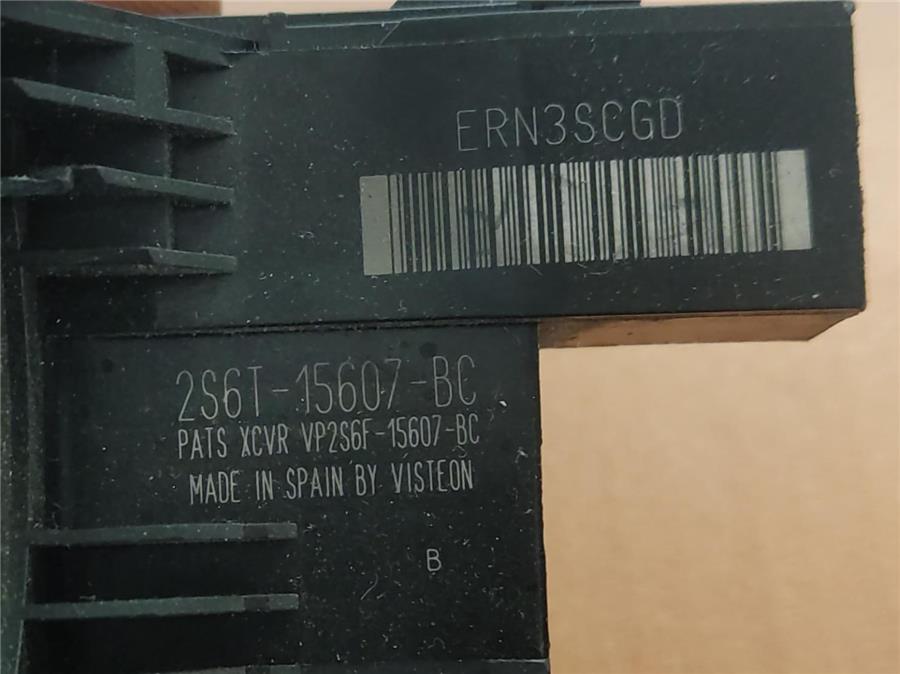 ERN3SCGD
2S6T-15607-BC
PATS XCVR VP2S6F-15607-BC
MADE IN SPAIN BY VISTEON
B